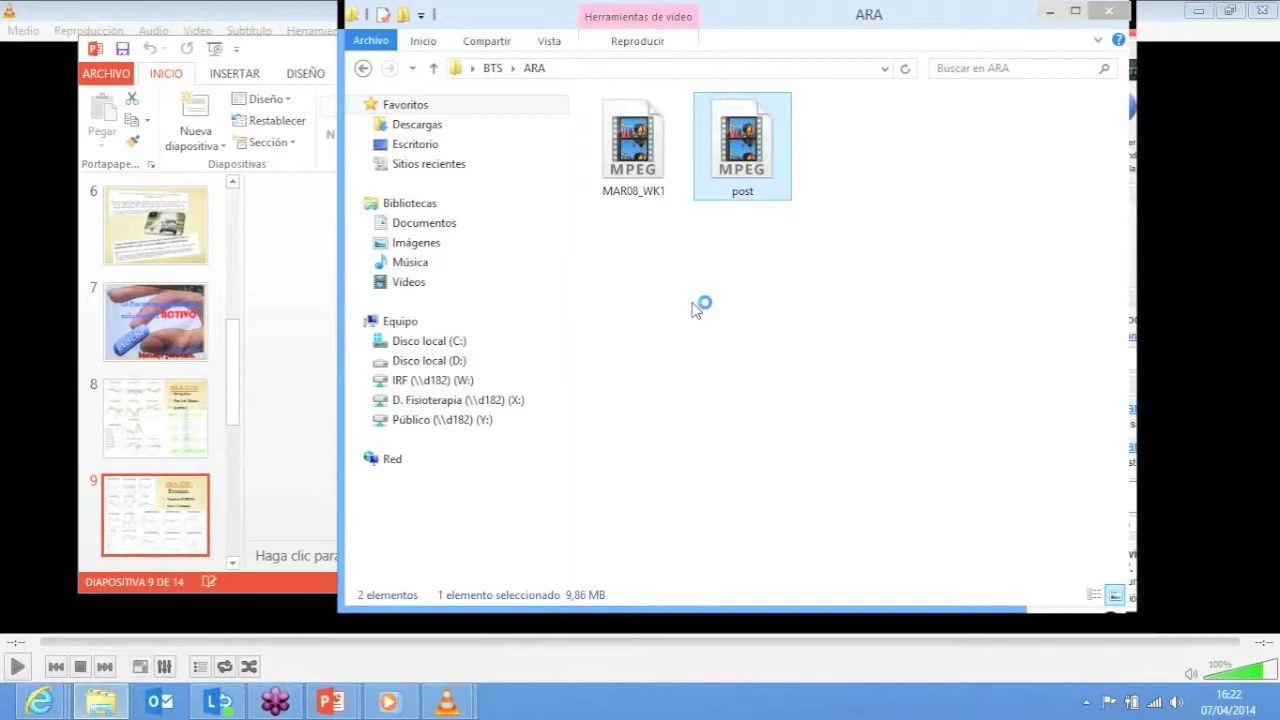 Medio Reproducción Audio Vídeo Subtítulo Herramie
Herramientas de vídeo
ARA
Archivo Inicio Compartir Vista Reproducir
BTS ARA
Buscar en ARA
ARCHIVO INICIO INSERTAR DISEÑO
Pegar
Nueva
diapositiva
Diseño
Restablecer
Sección
N
Portapape...
Diapositivas
Favoritos
Descargas
Escritorio
Sitios recientes
Bibliotecas
Documentos
Imágenes
Música
Vídeos
Equipo
Disco local (C:)
Disco local (D:)
IRF (\\d182) (W:)
D. Fisioterapia (\\d182) (X:)
Público (\\d182) (Y:)
Red
MPEG
MAR08_WK1
MPEG
post
6
7
ACTIVO
8
9
Haga clic para
DIAPOSITIVA 9 DE 14
2 elementos 1 elemento seleccionado 9,86 MB
--:-- --:--
100%
16:22
07/04/2014